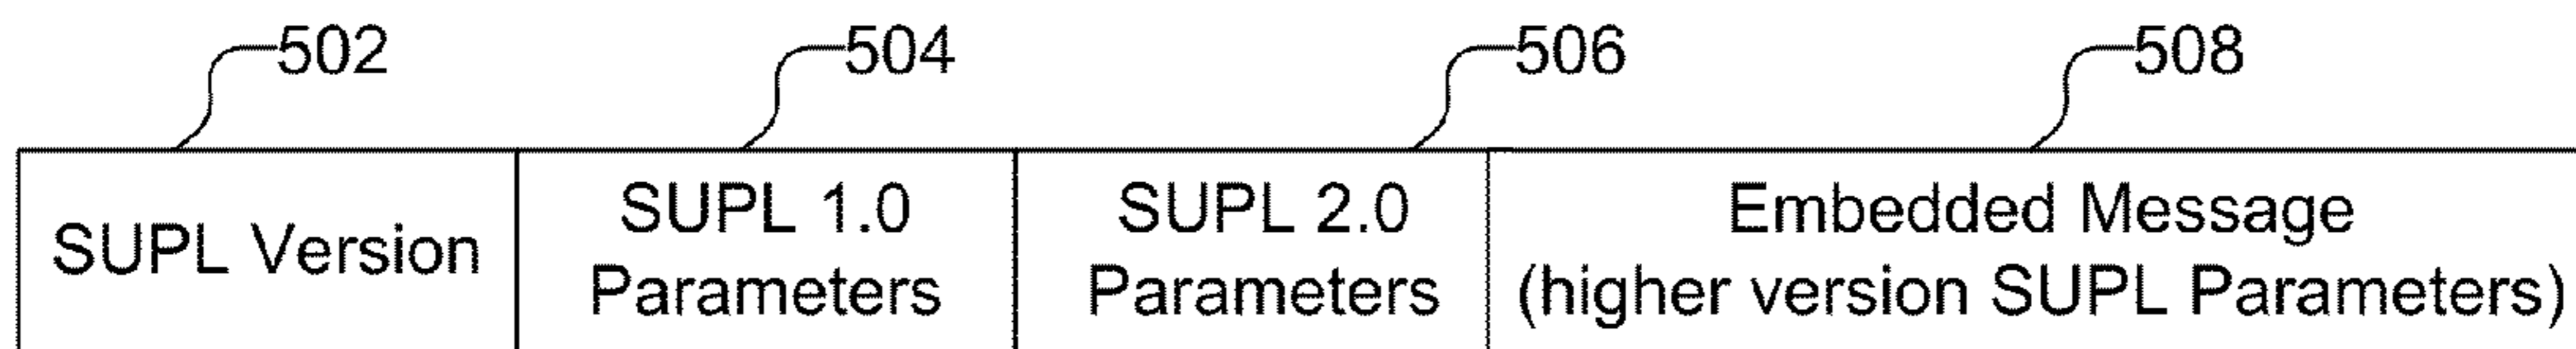 502 504 506 508
SUPL Version
SUPL 1.0
Parameters
SUPL 2.0
Parameters
Embedded Message
(higher version SUPL Parameters)